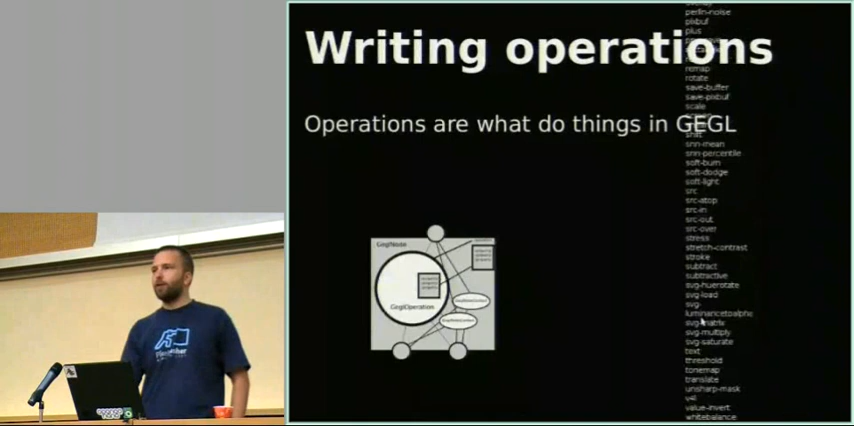 Writing operations
Operations are what do things in GEGL
perlin-noise
pixbuf
plus
remap
rotate
save-buffer
save-pixbuf
scale
shift
snn-mean
snn-percentile
soft-burn
soft-dodge
soft-light
src
src-atop
src-in
src-out
src-over
stress
stretch-contrast
stroke
subtract
subtractive
svg-huerotate
svg-load
svg-
luminancetoalpha
svg-matrix
svg-multiply
svg-saturate
text
threshold
tonemap
translate
unsharp-mask
v4l
value-invert
whitebalance
GeglNode
GeglOperation